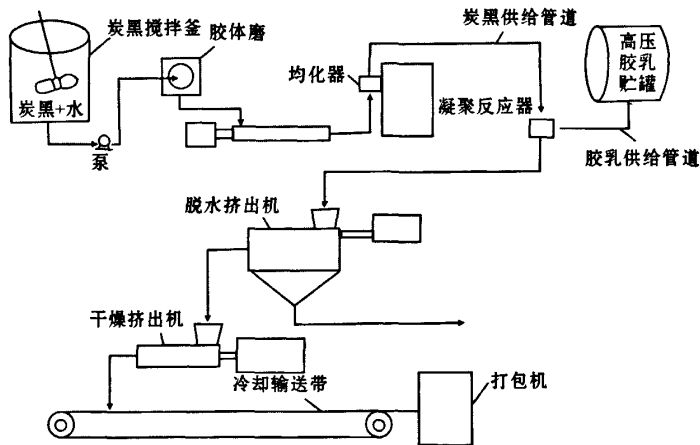 炭黑搅拌釜
炭黑+水
泵
胶体磨
均化器
炭黑供给管道
凝聚反应器
高压
胶乳
贮罐
胶乳供给管道
脱水挤出机
干燥挤出机
冷却输送带
打包机